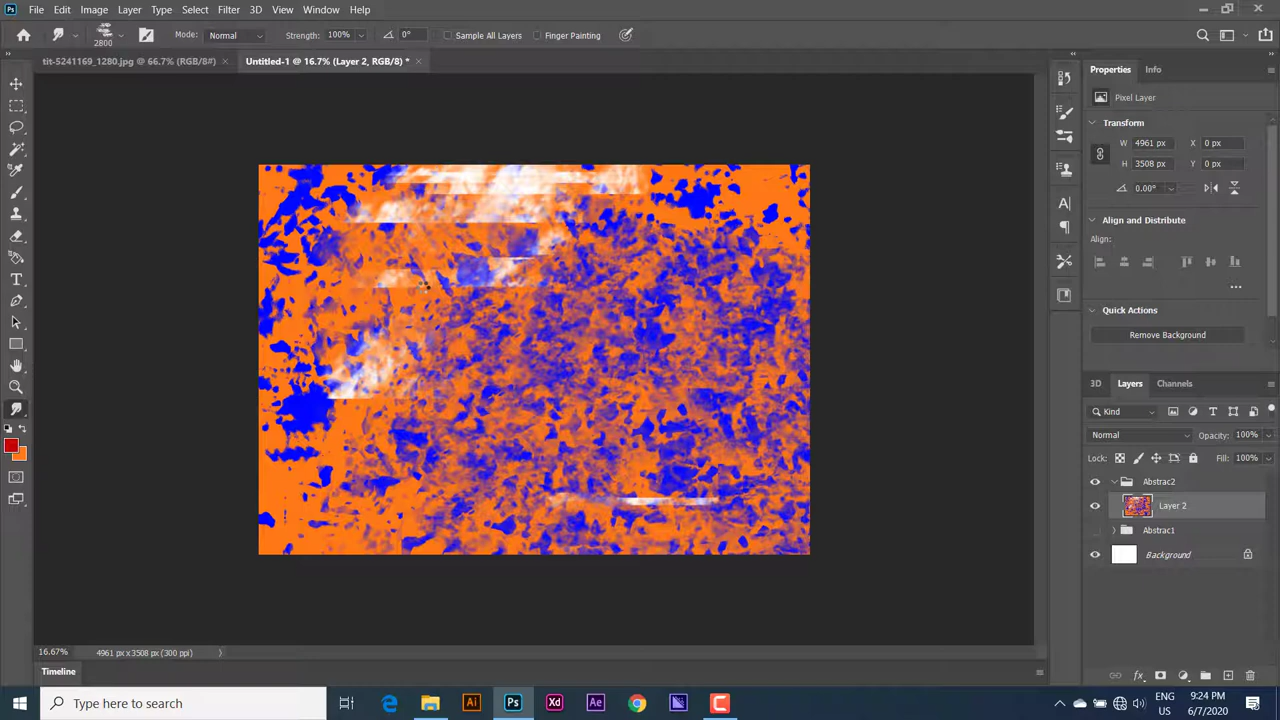 Ps File Edit Image Layer Type Select Filter 3D View Window Help
2800 Mode: Normal Strength: 100% 0° Sample All Layers Finger Painting
tit-5241169_1280.jpg @ 66.7% (RGB/8#) × Untitled-1 @ 16.7% (Layer 2, RGB/8) * ×
Properties Info
Pixel Layer
Transform
W 4961 px X 0 px
H 3508 px Y 0 px
0.00°
Align and Distribute
Align:
Quick Actions
Remove Background
3D Layers Channels
Kind
Normal Opacity: 100%
Lock: Fill: 100%
Abstrac2
Layer 2
Abstrac1
Background
16.67% 4961 px x 3508 px (300 ppi)
Timeline
Type here to search
Ai Ps Xd Ae
ENG
US
9:24 PM
6/7/2020